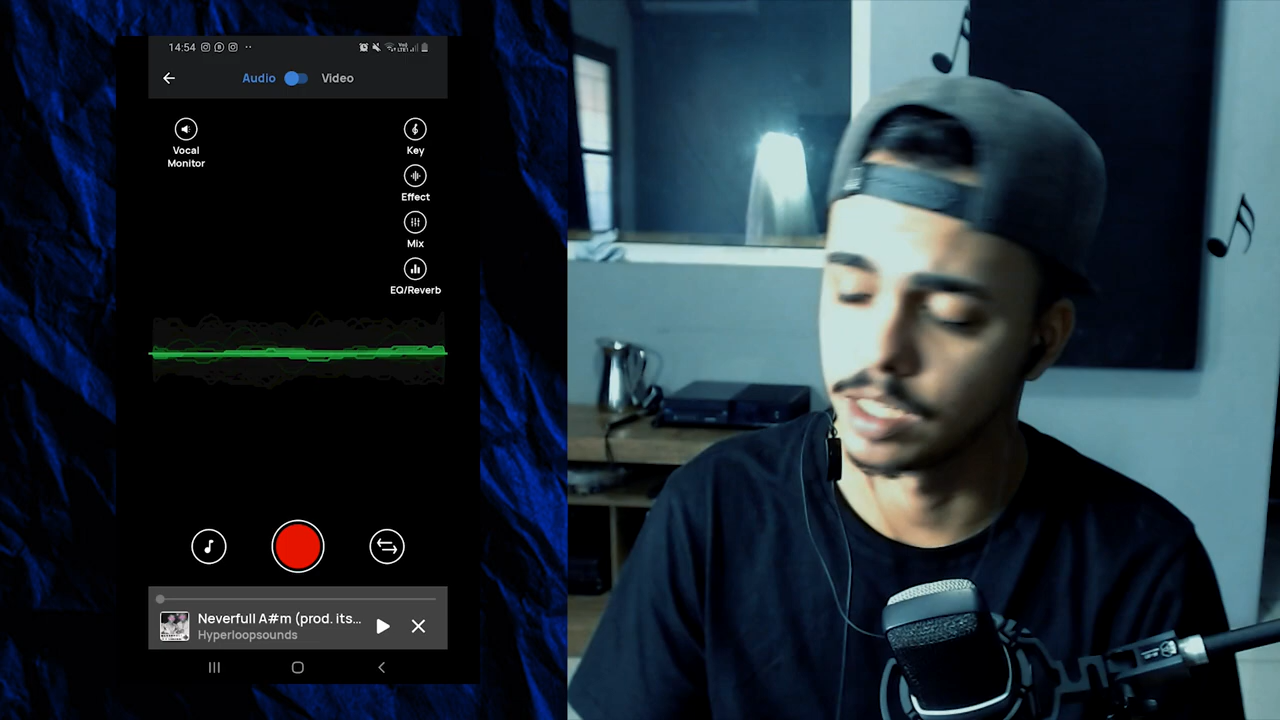 14:54
Audio Video
Vocal
Monitor
Key
Effect
Mix
EQ/Reverb
Neverfull A#m (prod. its...
Hyperloopsounds